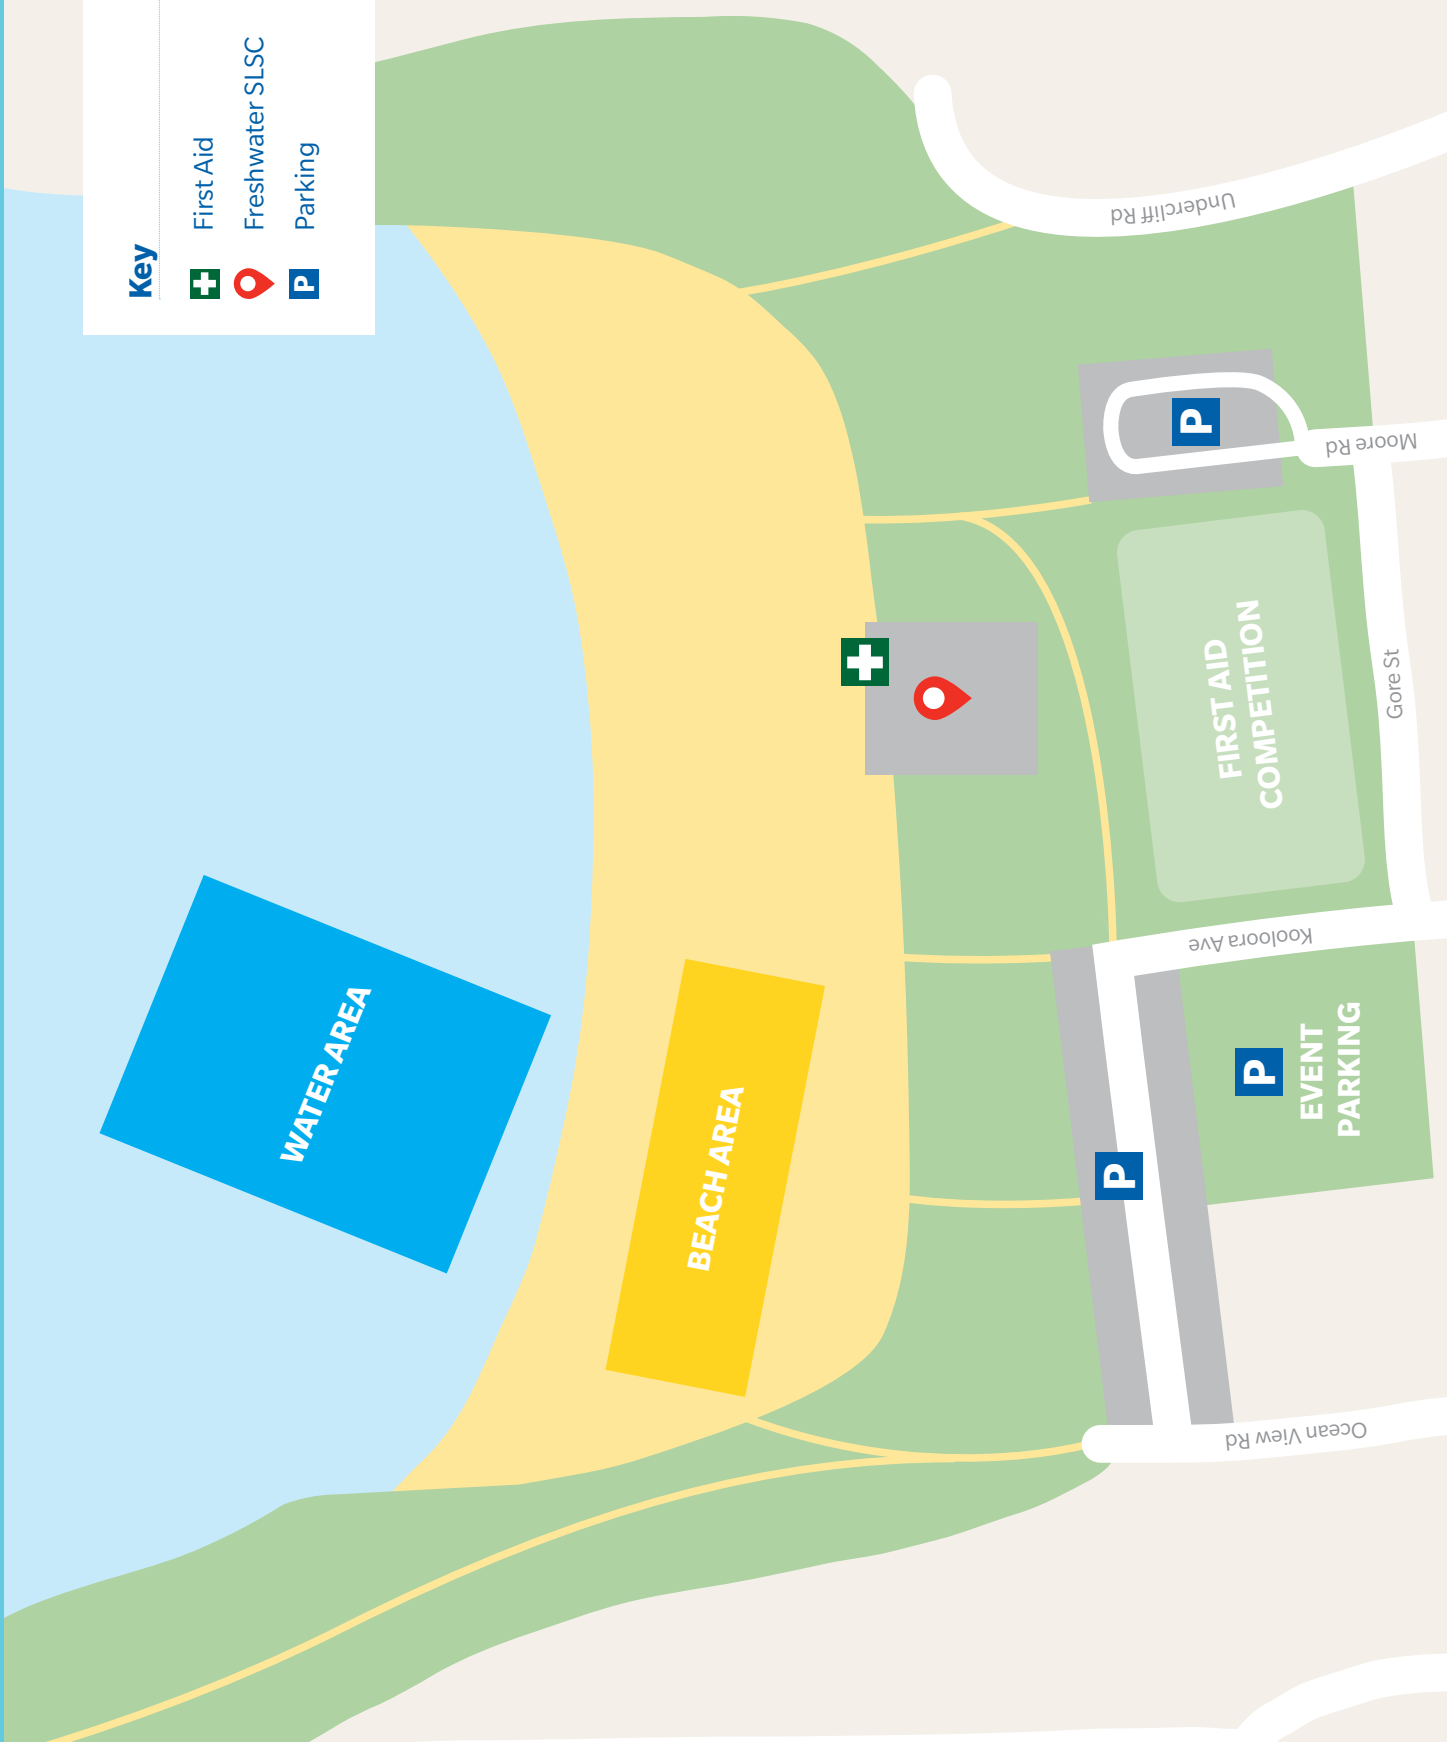 Key
First Aid
Freshwater SLSC
P Parking
Undercliff Rd
P
Moore Rd
FIRST AID
COMPETITION
Gore St
WATER AREA
BEACH AREA
Kooloora Ave
P
EVENT
PARKING
P
Ocean View Rd